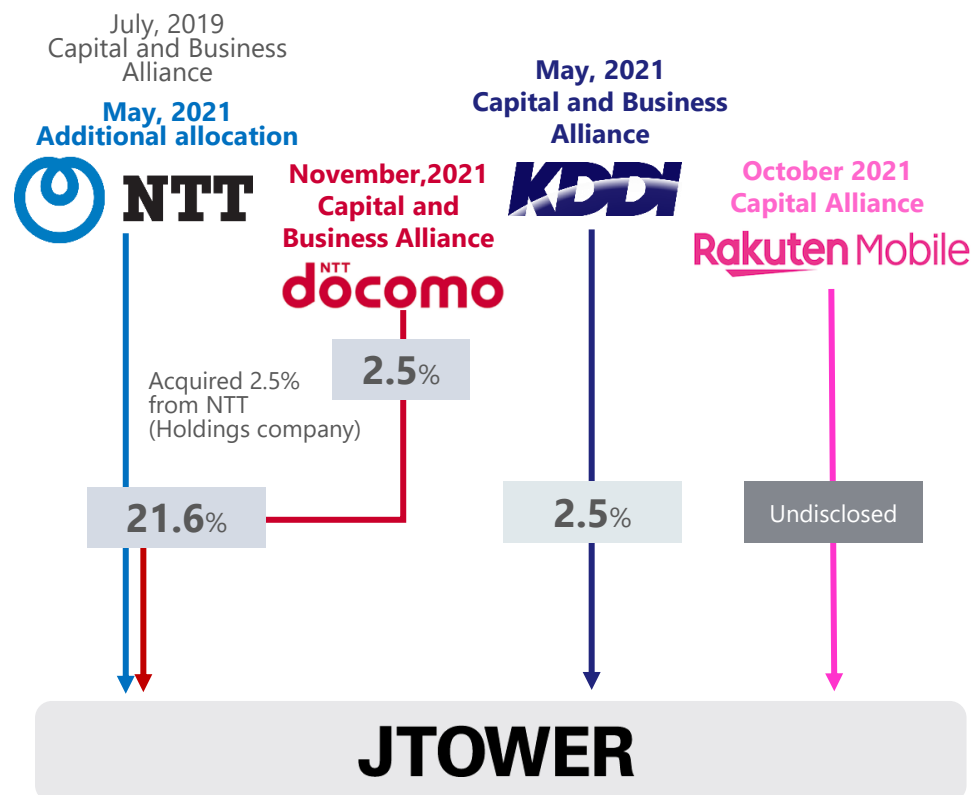 July, 2019
Capital and Business
Alliance
May, 2021
Additional allocation
NTT
November,2021
Capital and
Business Alliance
NTT
docomo
May, 2021
Capital and Business
Alliance
KDDI
October 2021
Capital Alliance
Rakuten Mobile
2.5%
Acquired 2.5%
from NTT
(Holdings company)
21.6%
2.5%
Undisclosed
JTOWER